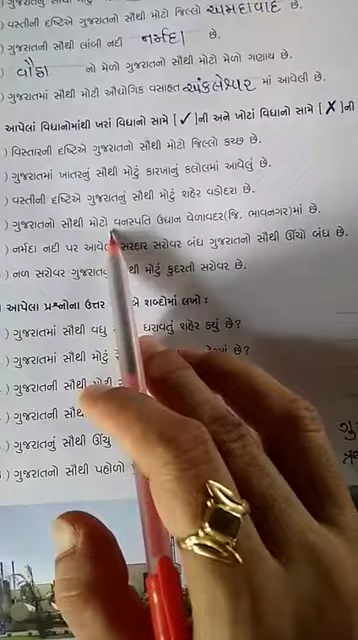 ) વસ્તીની દૃષ્ટિએ ગુજરાતનો સૌથી મોટો જિલ્લો અમદાવાદ છે.
) ગુજરાતની સૌથી લાંબી નદી નર્મદા છે.
) વૌઠા નો મેળો ગુજરાતનો સૌથી મોટો મેળો ગણાય છે.
) ગુજરાતમાં સૌથી મોટી ઔદ્યોગિક વસાહત અંકલેશ્વર માં આવેલી છે.
આપેલાં વિધાનોમાંથી ખરાં વિધાનો સામે [✓]ની અને ખોટાં વિધાનો સામે [✗]ની
) વિસ્તારની દૃષ્ટિએ ગુજરાતનો સૌથી મોટો જિલ્લો કચ્છ છે.
) ગુજરાતમાં ખાતરનું સૌથી મોટું કારખાનું કલોલમાં આવેલું છે.
) વસ્તીની દૃષ્ટિએ ગુજરાતનું સૌથી મોટું શહેર વડોદરા છે.
) ગુજરાતનો સૌથી મોટો વનસ્પતિ ઉદ્યાન વેળાવદર(જિ. ભાવનગર)માં છે.
) નર્મદા નદી પર આવેલ સરદાર સરોવર બંધ ગુજરાતનો સૌથી ઊંચો બંધ છે.
) નળ સરોવર મોટું કુદરતી સરોવર છે.
આપેલા પ્રશ્નોના ઉત્તર શબ્દોમાં લખો :
) ગુજરાતમાં સૌથી વધુ ધરાવતું શહેર કયું છે?
) ગુજરાતમાં સૌથી મોટું છે?
) ગુજરાતની સૌથી
) ગુજરાતની
) ગુજરાતનું સૌથી ઊંચું
) ગુજરાતનો સૌથી પહોળો